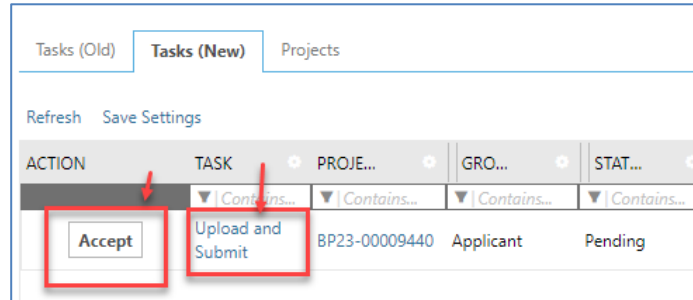 Tasks (Old) Tasks (New) Projects
Refresh Save Settings
ACTION TASK PROJE... GRO... STAT...
Contains... Contains... Contains... Contains...
Accept Upload and Submit BP23-00009440 Applicant Pending